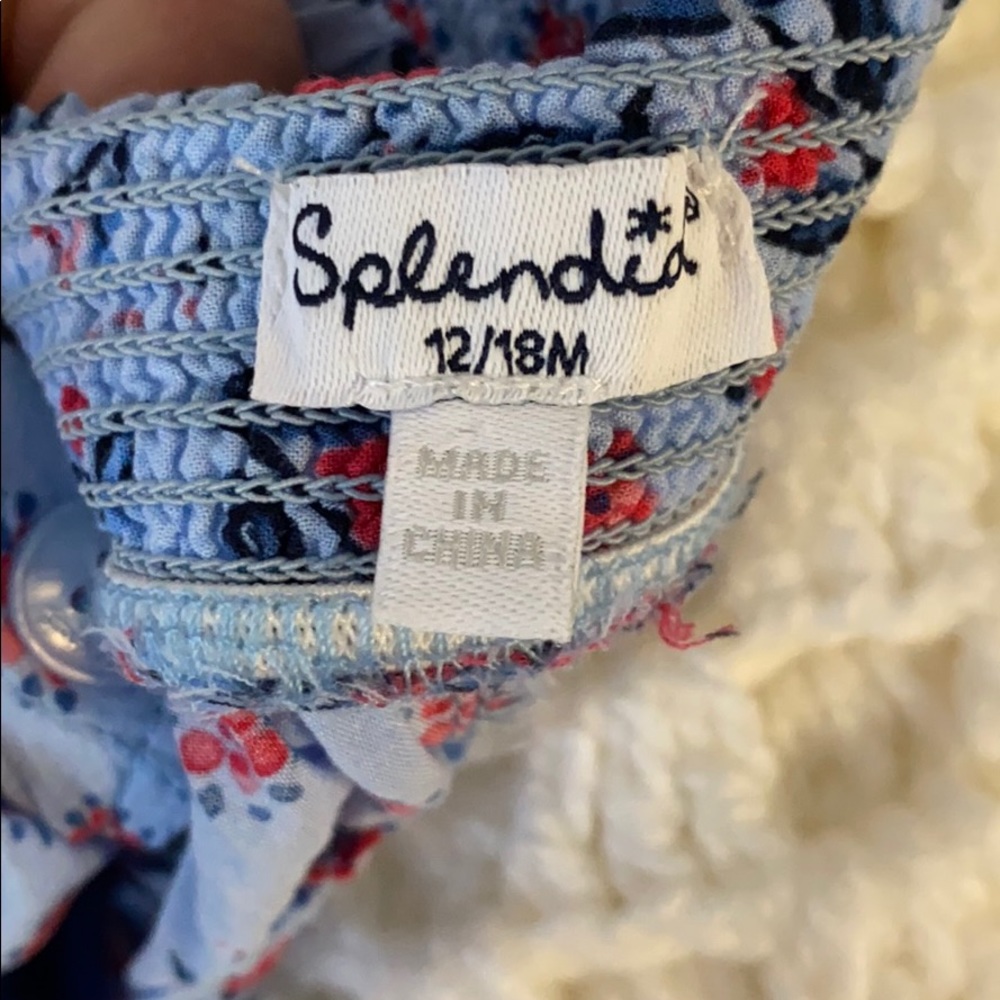 Splendid
12/18M
MADE
IN
CHINA